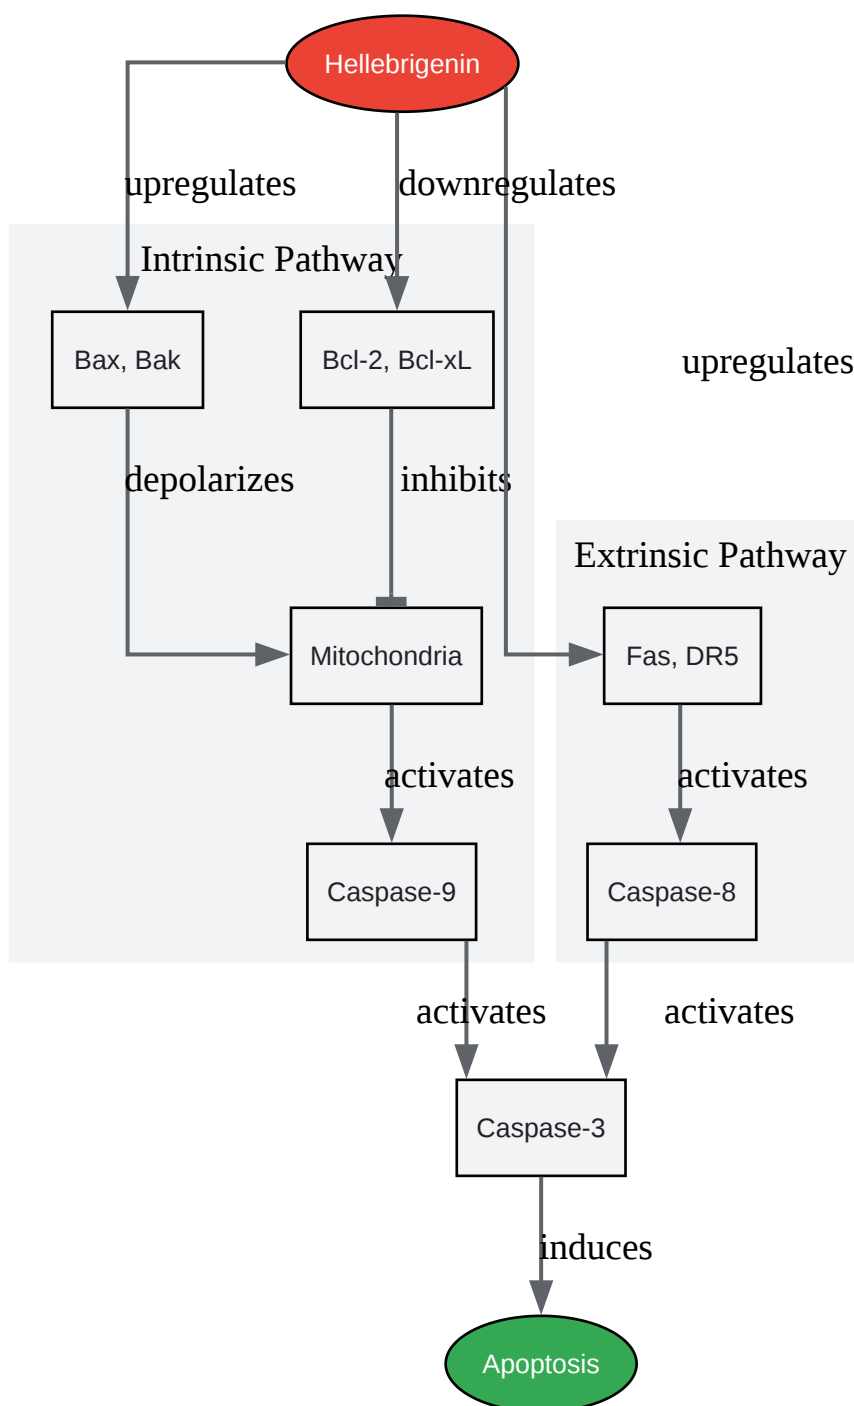 Hellebrigenin
upregulates
downregulates
Intrinsic Pathway
Bax, Bak
Bcl-2, Bcl-xL
upregulates
depolarizes
inhibits
Extrinsic Pathway
Mitochondria
Fas, DR5
activates
activates
Caspase-9
Caspase-8
activates
activates
Caspase-3
induces
Apoptosis